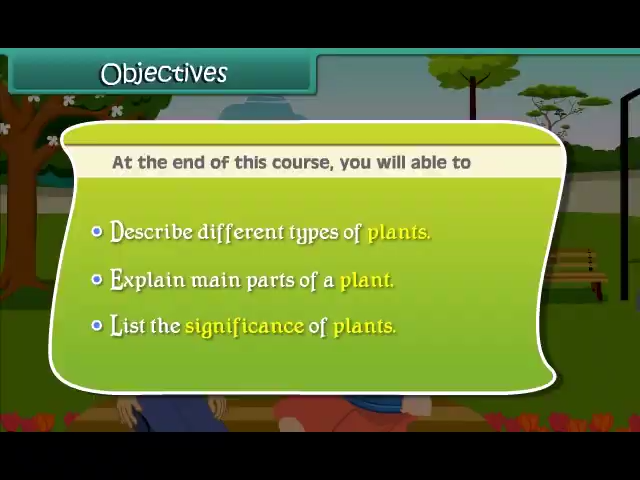 Objectives
At the end of this course, you will able to
Describe different types of plants.
Explain main parts of a plant.
List the significance of plants.